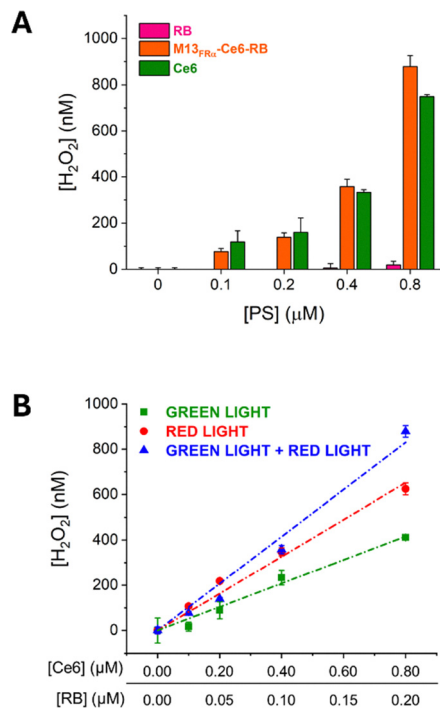 A
RB
M13FRα-Ce6-RB
Ce6
1000
800
600
400
200
0
[H2O2] (nM)
0 0.1 0.2 0.4 0.8
[PS] (μM)
B
GREEN LIGHT
RED LIGHT
GREEN LIGHT + RED LIGHT
1000
800
600
400
200
0
[H2O2] (nM)
[Ce6] (μM) 0.00 0.20 0.40 0.60 0.80
[RB] (μM) 0.00 0.05 0.10 0.15 0.20